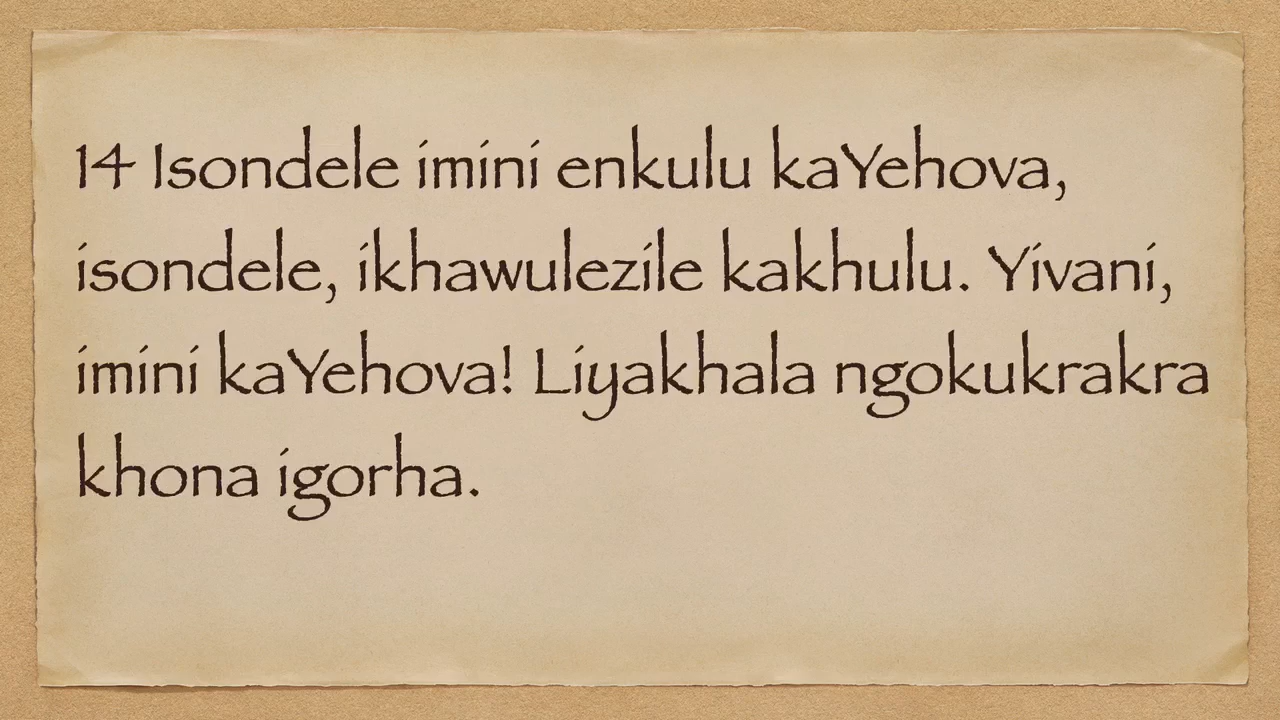 14 Isondele imini enkulu kaYehova,
isondele, ikhawulezile kakhulu. Yivani,
imini kaYehova! Liyakhala ngokukrakra
khona igorha.